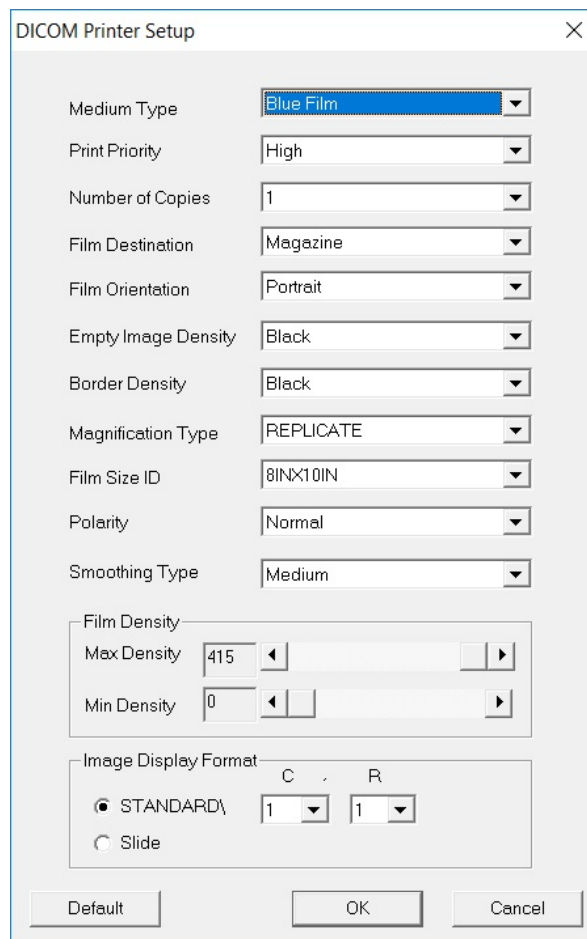 DICOM Printer Setup
Medium Type Blue Film
Print Priority High
Number of Copies 1
Film Destination Magazine
Film Orientation Portrait
Empty Image Density Black
Border Density Black
Magnification Type REPLICATE
Film Size ID 8INX10IN
Polarity Normal
Smoothing Type Medium
Film Density
Max Density 415
Min Density 0
Image Display Format
C , R
STANDARD\ 1 1
Slide
Default OK Cancel